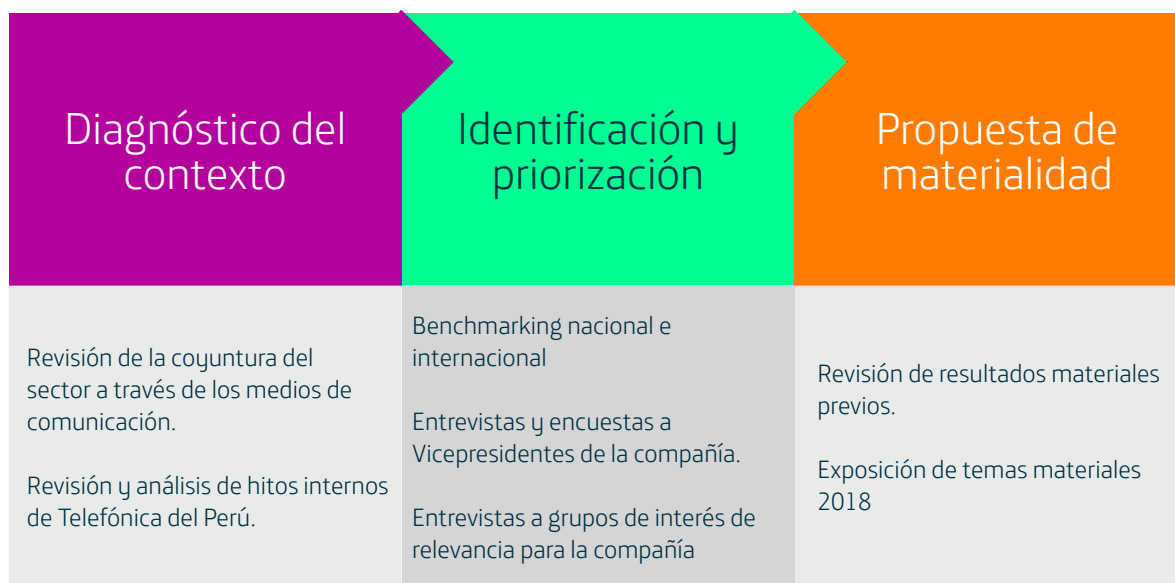 Diagnóstico del
contexto
Identificación y
priorización
Propuesta de
materialidad
Revisión de la coyuntura del
sector a través de los medios de
comunicación.
Revisión y análisis de hitos internos
de Telefónica del Perú.
Benchmarking nacional e
internacional
Entrevistas y encuestas a
Vicepresidentes de la compañía.
Entrevistas a grupos de interés de
relevancia para la compañía
Revisión de resultados materiales
previos.
Exposición de temas materiales
2018